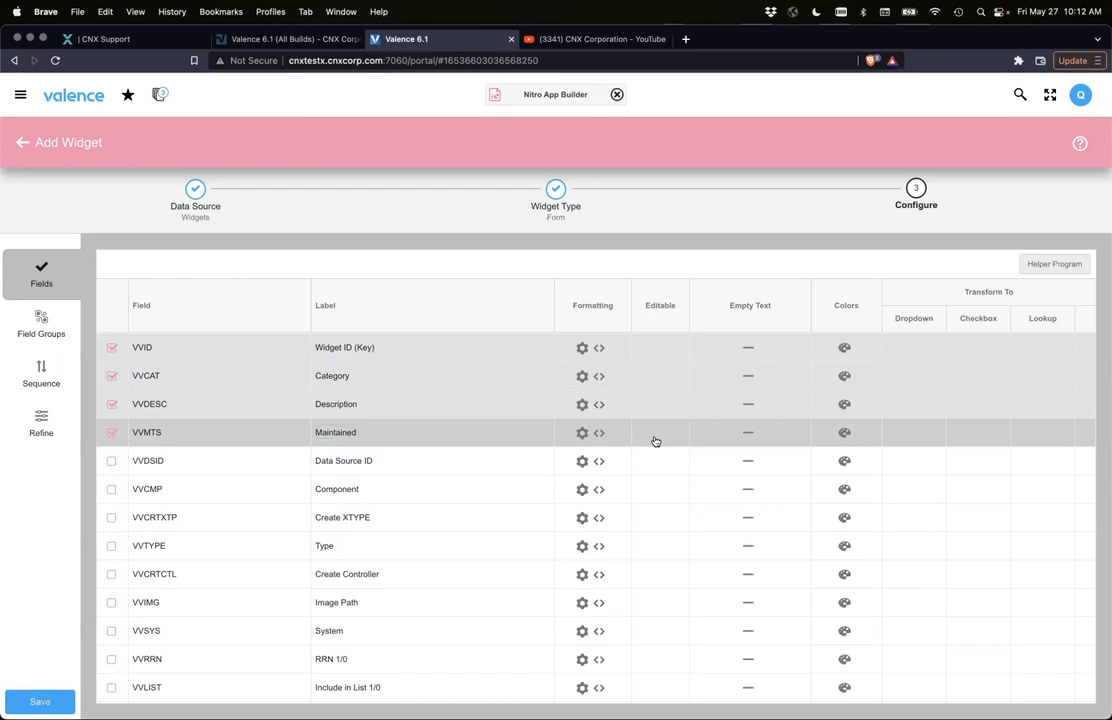 Brave File Edit View History Bookmarks Profiles Tab Window Help Fri May 27 10:12 AM
| CNX Support
Valence 6.1 (All Builds) - CNX Corp
Valence 6.1
(3341) CNX Corporation - YouTube
Not Secure | cnxtestx.cnxcorp.com:7060/portal/#16536603036568250
Update
valence
3
Nitro App Builder
Q
Add Widget
Data Source
Widgets
Widget Type
Form
3
Configure
Fields
Field Groups
Sequence
Refine
Save
Helper Program
Field Label Formatting Editable Empty Text Colors Transform To
Dropdown Checkbox Lookup
VVID Widget ID (Key)
VVCAT Category
VVDESC Description
VVMTS Maintained
VVDSID Data Source ID
VVCMP Component
VVCRTXTP Create XTYPE
VVTYPE Type
VVCRTCTL Create Controller
VVIMG Image Path
VVSYS System
VVRRN RRN 1/0
VVLIST Include in List 1/0